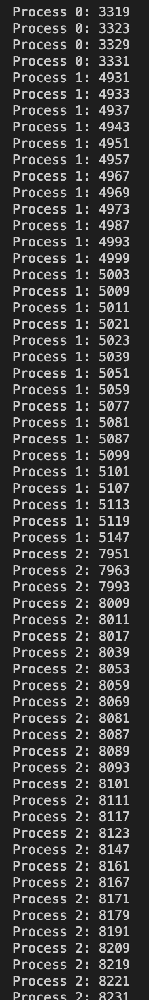 Process 0: 3319
Process 0: 3323
Process 0: 3329
Process 0: 3331
Process 1: 4931
Process 1: 4933
Process 1: 4937
Process 1: 4943
Process 1: 4951
Process 1: 4957
Process 1: 4967
Process 1: 4969
Process 1: 4973
Process 1: 4987
Process 1: 4993
Process 1: 4999
Process 1: 5003
Process 1: 5009
Process 1: 5011
Process 1: 5021
Process 1: 5023
Process 1: 5039
Process 1: 5051
Process 1: 5059
Process 1: 5077
Process 1: 5081
Process 1: 5087
Process 1: 5099
Process 1: 5101
Process 1: 5107
Process 1: 5113
Process 1: 5119
Process 1: 5147
Process 2: 7951
Process 2: 7963
Process 2: 7993
Process 2: 8009
Process 2: 8011
Process 2: 8017
Process 2: 8039
Process 2: 8053
Process 2: 8059
Process 2: 8069
Process 2: 8081
Process 2: 8087
Process 2: 8089
Process 2: 8093
Process 2: 8101
Process 2: 8111
Process 2: 8117
Process 2: 8123
Process 2: 8147
Process 2: 8161
Process 2: 8167
Process 2: 8171
Process 2: 8179
Process 2: 8191
Process 2: 8209
Process 2: 8219
Process 2: 8221
Process 2: 8231